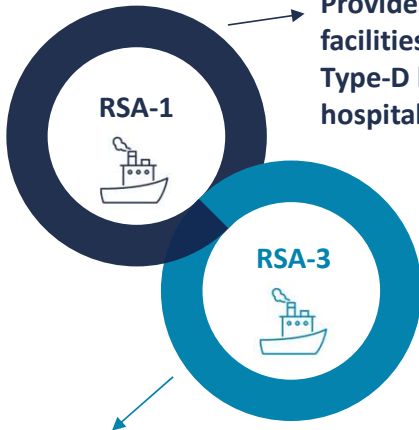 Provide
facilities
Type-D
hospital
RSA-1
RSA-3